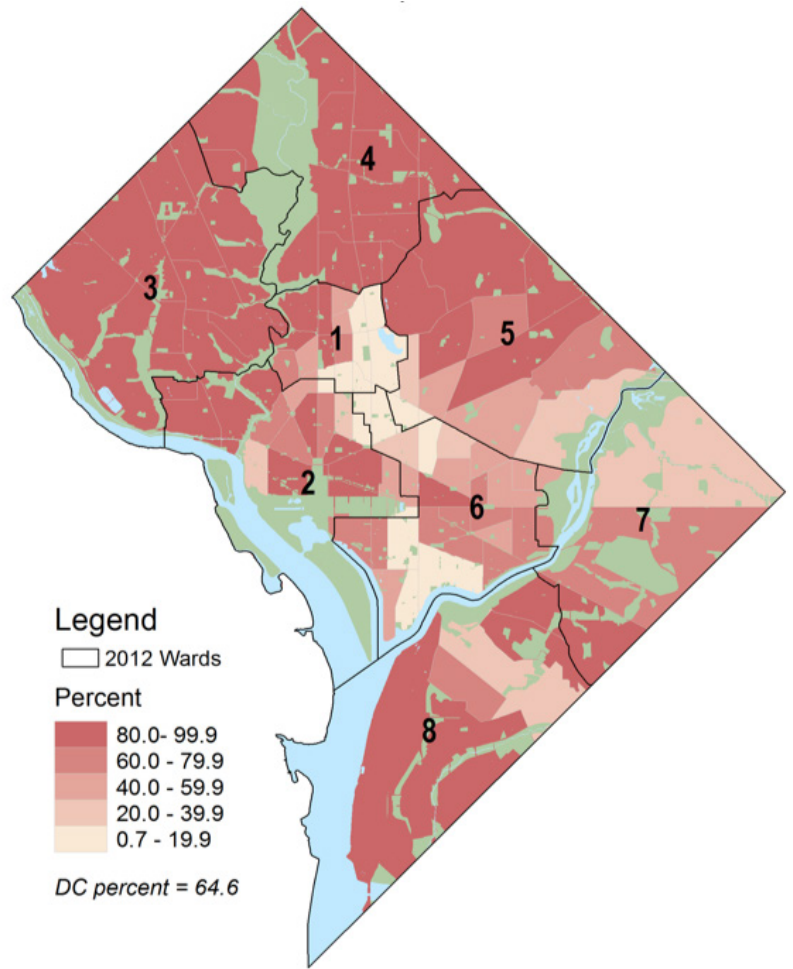 4
3
1
5
2
6
7
8
Legend
2012 Wards
Percent
80.0- 99.9
60.0 - 79.9
40.0 - 59.9
20.0 - 39.9
0.7 - 19.9
DC percent = 64.6